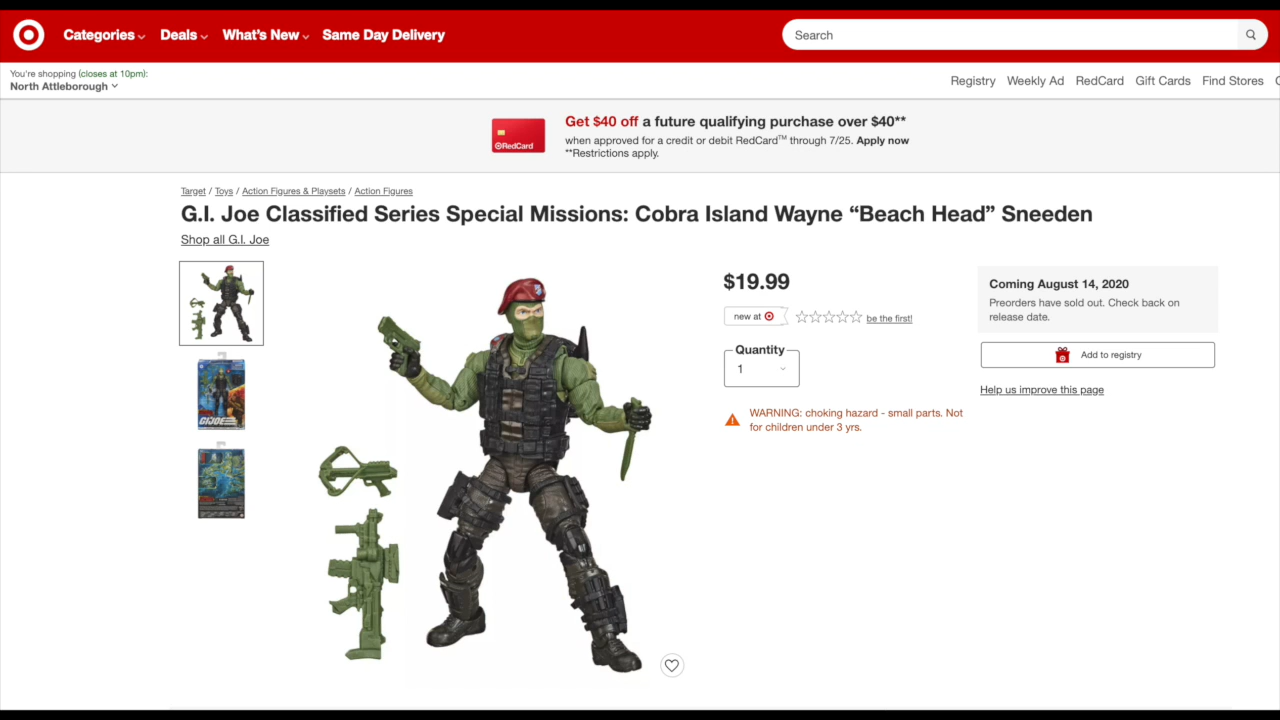 Categories
Deals
What's New
Same Day Delivery
Search
You're shopping (closes at 10pm):
North Attleborough
Registry
Weekly Ad
RedCard
Gift Cards
Find Stores
RedCard
Get $40 off a future qualifying purchase over $40**
when approved for a credit or debit RedCard™ through 7/25. Apply now
**Restrictions apply.
Target / Toys / Action Figures & Playsets / Action Figures
G.I. Joe Classified Series Special Missions: Cobra Island Wayne “Beach Head” Sneeden
Shop all G.I. Joe
$19.99
new at
be the first!
Quantity
1
WARNING: choking hazard - small parts. Not
for children under 3 yrs.
Coming August 14, 2020
Preorders have sold out. Check back on
release date.
Add to registry
Help us improve this page
GI JOE